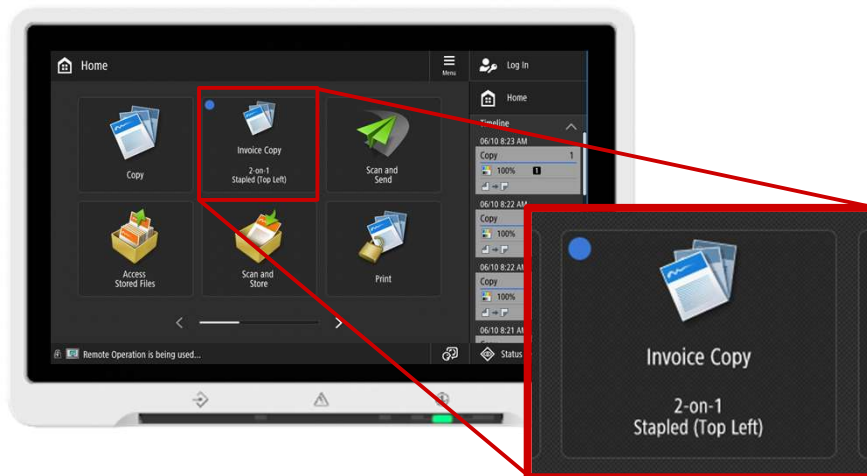 Home
Menu
Log In
Home
Timeline
06/10 8:23 AM
Copy 1
100% 1
06/10 8:22 AM
Copy
100%
06/10 8:22 AM
Copy
100%
06/10 8:21 AM
Copy
Invoice Copy
2-on-1
Stapled (Top Left)
Scan and
Send
Access
Stored Files
Scan and
Store
Print
Remote Operation is being used...
Status
Invoice Copy
2-on-1
Stapled (Top Left)